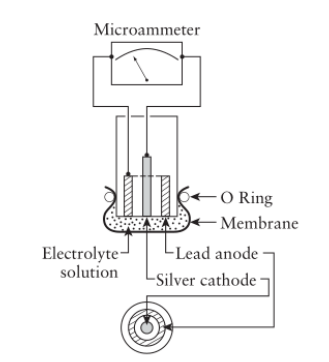 Microammeter
O Ring
Membrane
Electrolyte
solution
Lead anode
Silver cathode